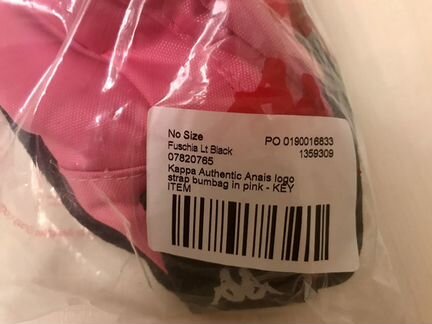 No Size
PO 0190016833
Fuschia Lt Black
1359309
07820765
Kappa Authentic Anais logo
strap bumbag in pink - KEY
ITEM